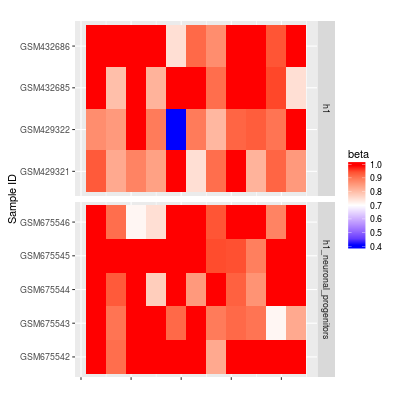 GSM432686
GSM432685
GSM429322
GSM429321
h1
GSM675546
GSM675545
GSM675544
GSM675543
GSM675542
h1_neuronal_progenitors
Sample ID
beta
1.0
0.9
0.8
0.7
0.6
0.5
0.4